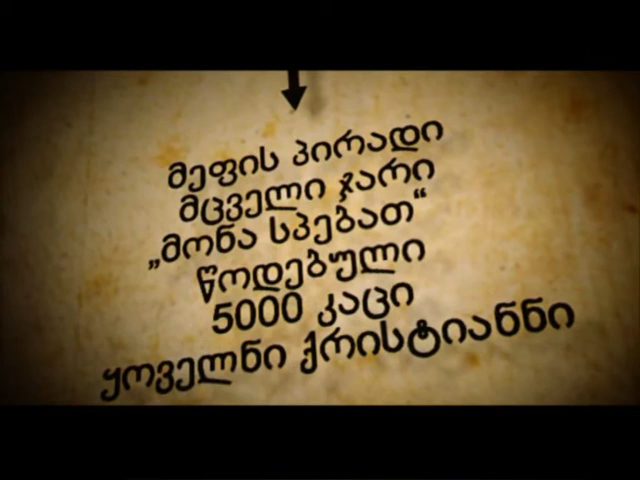 მეფის პირადი
მცველი ჯარი
„მონა სპებათ“
წოდებული
5000 კაცი
ყოველნი ქრისტიანნი